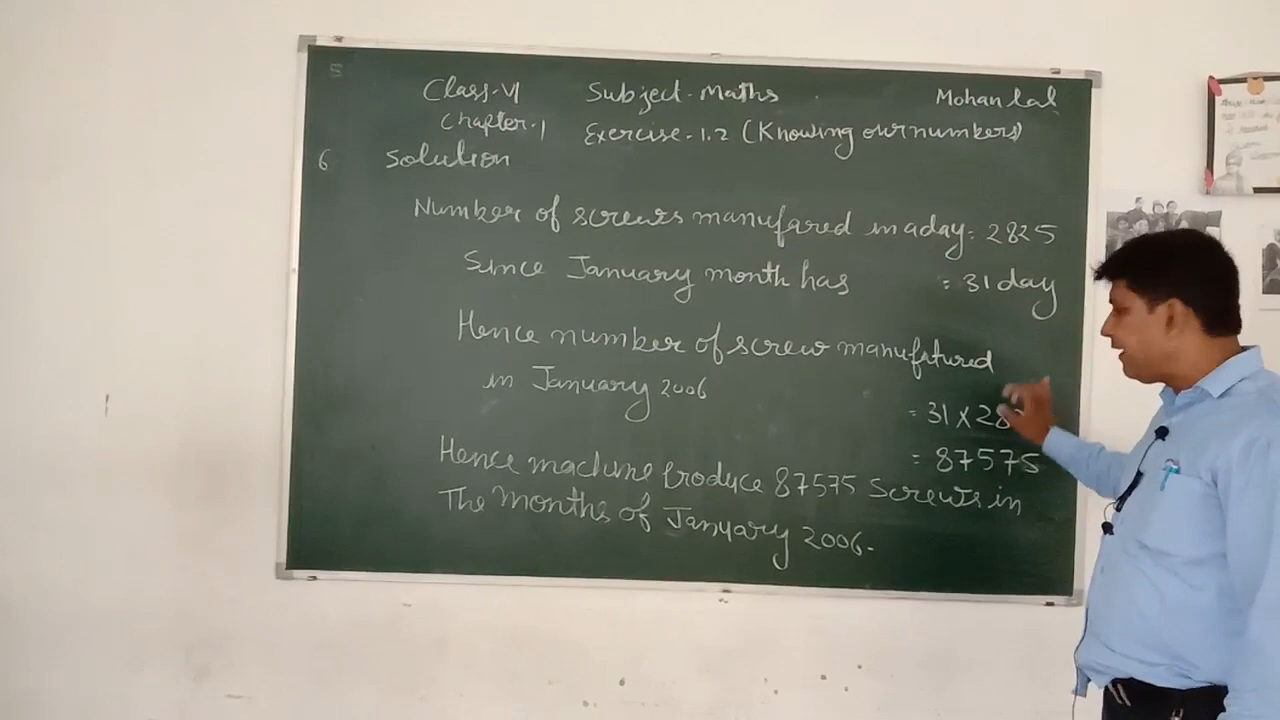 5
Class-VI Subject-Maths Mohan lal
Chapter-1 Exercise-1.2 (Knowing our numbers)
6 Solution
Number of screws manufared in a day = 2825
Since January month has = 31 day
Hence number of screw manufatured
in January 2006
= 31 x 28
= 87575
Hence machine produce 87575 screws in
The months of January 2006.